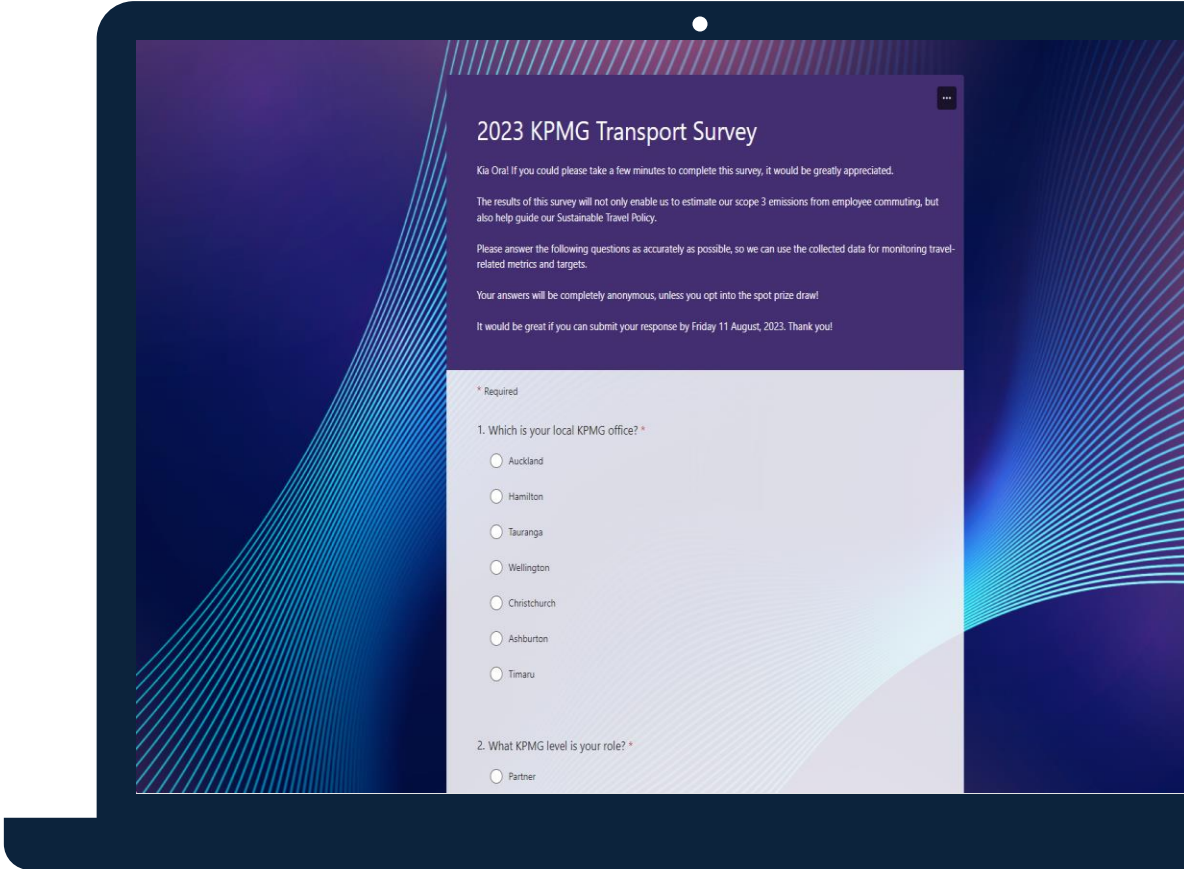 2023 KPMG Transport Survey
Kia Ora! If you could please take a few minutes to complete this survey, it would be greatly appreciated.
The results of this survey will not only enable us to estimate our scope 3 emissions from employee commuting, but
also help guide our Sustainable Travel Policy.
Please answer the following questions as accurately as possible, so we can use the collected data for monitoring travel-
related metrics and targets.
Your answers will be completely anonymous, unless you opt into the spot prize draw!
It would be great if you can submit your response by Friday 11 August, 2023. Thank you!
* Required
1. Which is your local KPMG office? *
Auckland
Hamilton
Tauranga
Wellington
Christchurch
Ashburton
Timaru
2. What KPMG level is your role? *
Partner